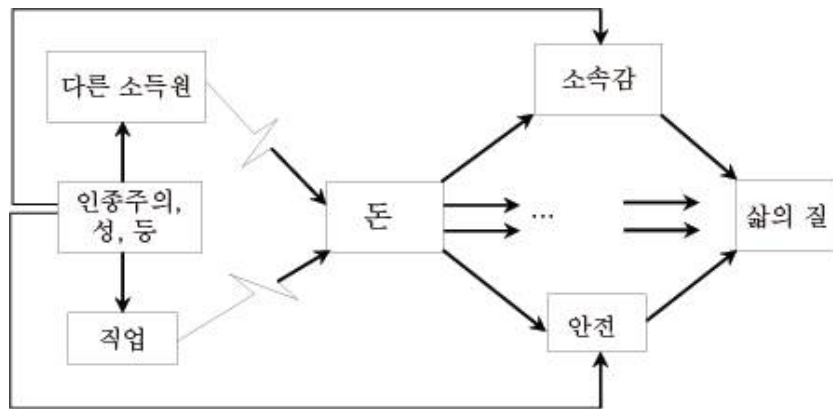 다른 소득원
소속감
인종주의,
성, 등
돈
...
삶의 질
직업
안전